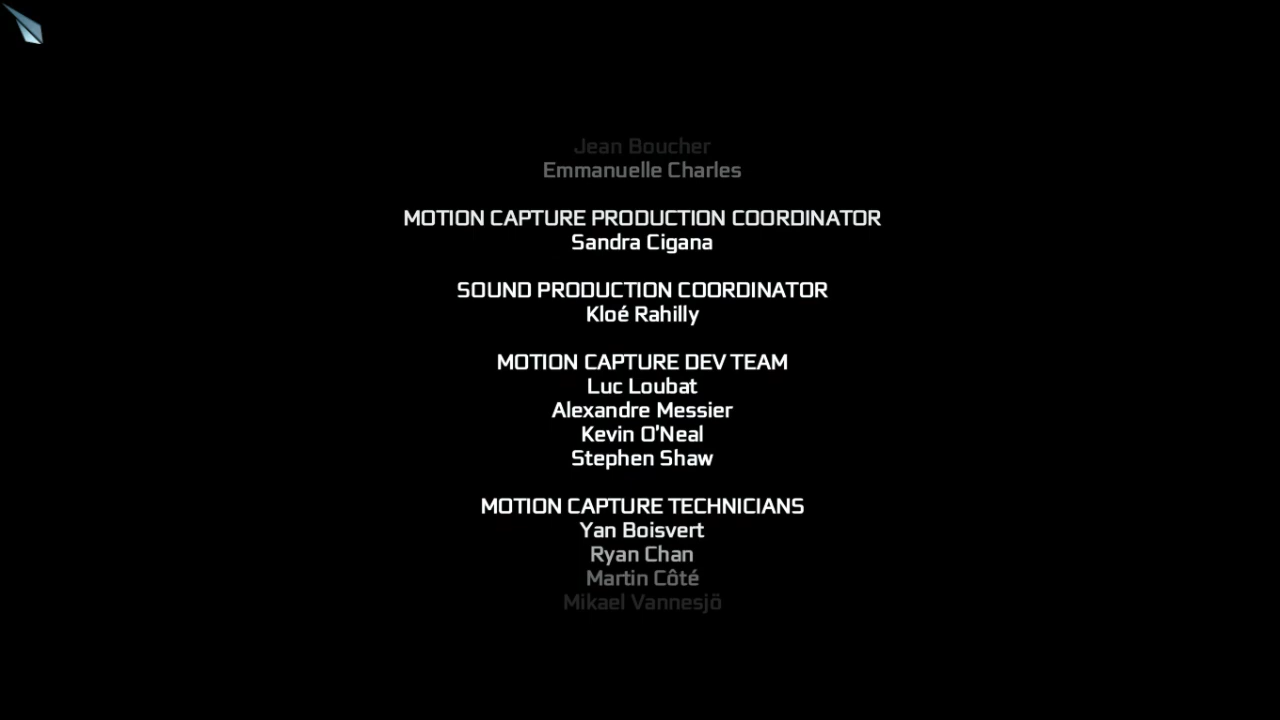 Jean Boucher
Emmanuelle Charles
MOTION CAPTURE PRODUCTION COORDINATOR
Sandra Cigana
SOUND PRODUCTION COORDINATOR
Kloé Rahilly
MOTION CAPTURE DEV TEAM
Luc Loubat
Alexandre Messier
Kevin O'Neal
Stephen Shaw
MOTION CAPTURE TECHNICIANS
Yan Boisvert
Ryan Chan
Martin Côté
Mikael Vannesjö